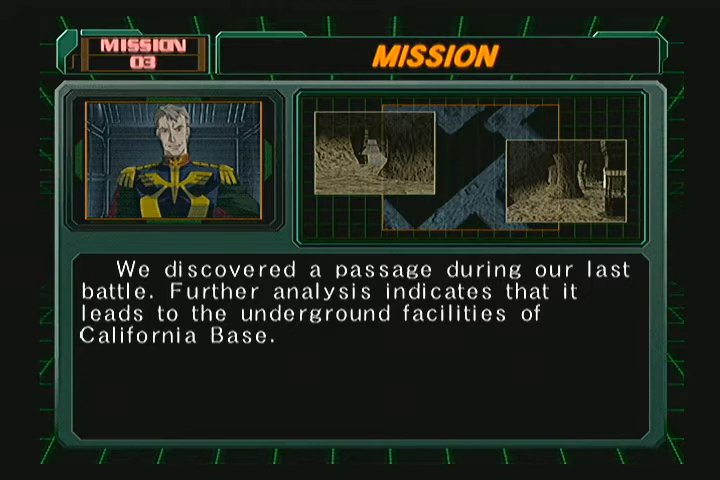 MISSION
03
MISSION
We discovered a passage during our last
battle. Further analysis indicates that it
leads to the underground facilities of
California Base.